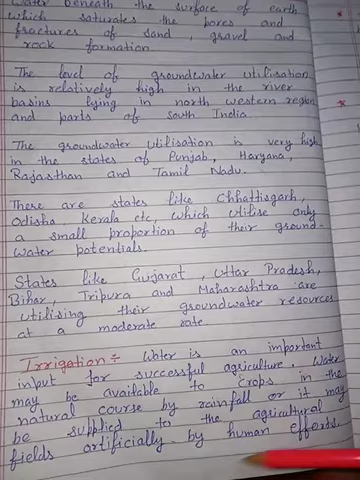 Water beneath the surface of earth
which saturates the pores and
fractures of sand, gravel and
rock formation
The level of groundwater utilisation
is relatively high in the river
basins lying in north western region
and parts of South India.
The groundwater utilisation is very high
in the states of Punjab, Haryana,
Rajasthan and Tamil Nadu.
There are states like Chhattisgarh,
Odisha Kerala etc, which utilise only
a small proportion of their ground-
water potentials.
States like Gujarat, Uttar Pradesh,
Bihar, Tripura and Maharashtra are
utilising their groundwater resources
at a moderate rate
Irrigation ÷ Water is an important
input for successful agriculture, Water
may be available to Crops in the
natural course by rainfall or it may
be supplied to the agricultural
fields artificially by human efforts.